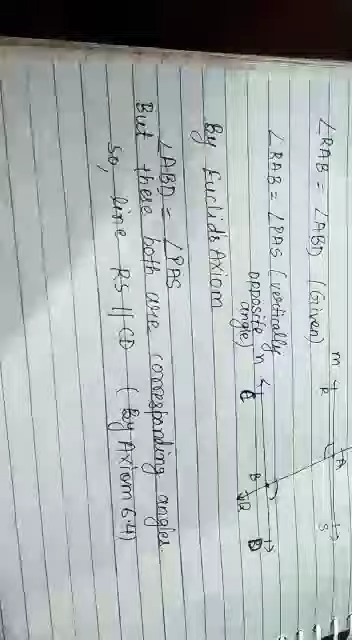 ∠RAB = ∠ABD (Given)
∠RAB = ∠PAS (vertically
opposite
angle)
By Euclid's Axiom
∠ABD = ∠PAS
But these both are corresponding angles
So, line RS || CD (By Axiom 6.4)
m
R
A
S
n
C
B
D
Q